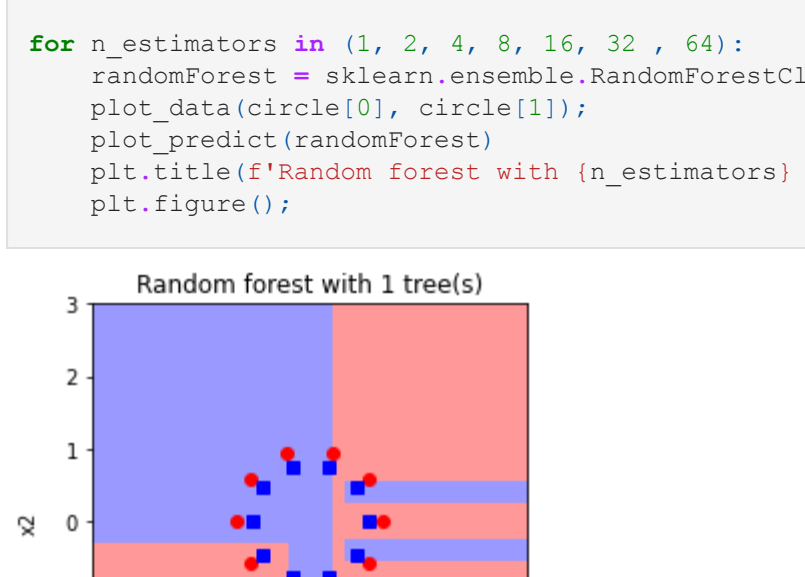 for n_estimators in (1, 2, 4, 8, 16, 32 , 64):
    randomForest = sklearn.ensemble.RandomForestCl
    plot_data(circle[0], circle[1]);
    plot_predict(randomForest)
    plt.title(f'Random forest with {n_estimators}
    plt.figure();
Random forest with 1 tree(s)
3
2
1
x2
0